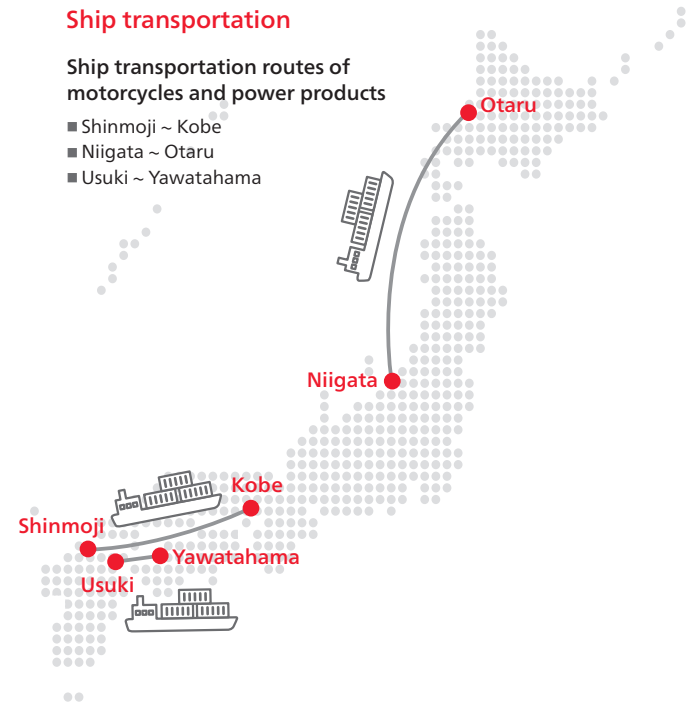 Ship transportation
Ship transportation routes of
motorcycles and power products
■ Shinmoji ~ Kobe
■ Niigata ~ Otaru
■ Usuki ~ Yawatahama
Otaru
Niigata
Kobe
Shinmoji
Yawatahama
Usuki